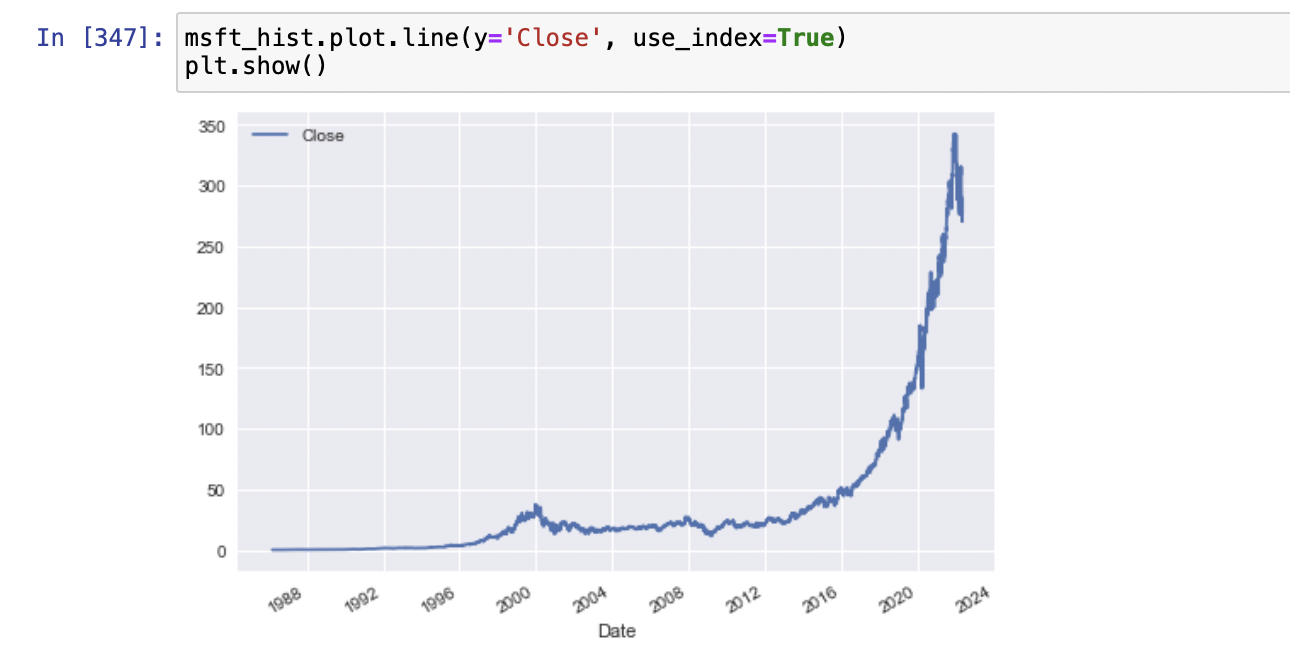 In [347]: msft_hist.plot.line(y='Close', use_index=True)
plt.show()
Close
350
300
250
200
150
100
50
0
1988 1992 1996 2000 2004 2008 2012 2016 2020 2024
Date